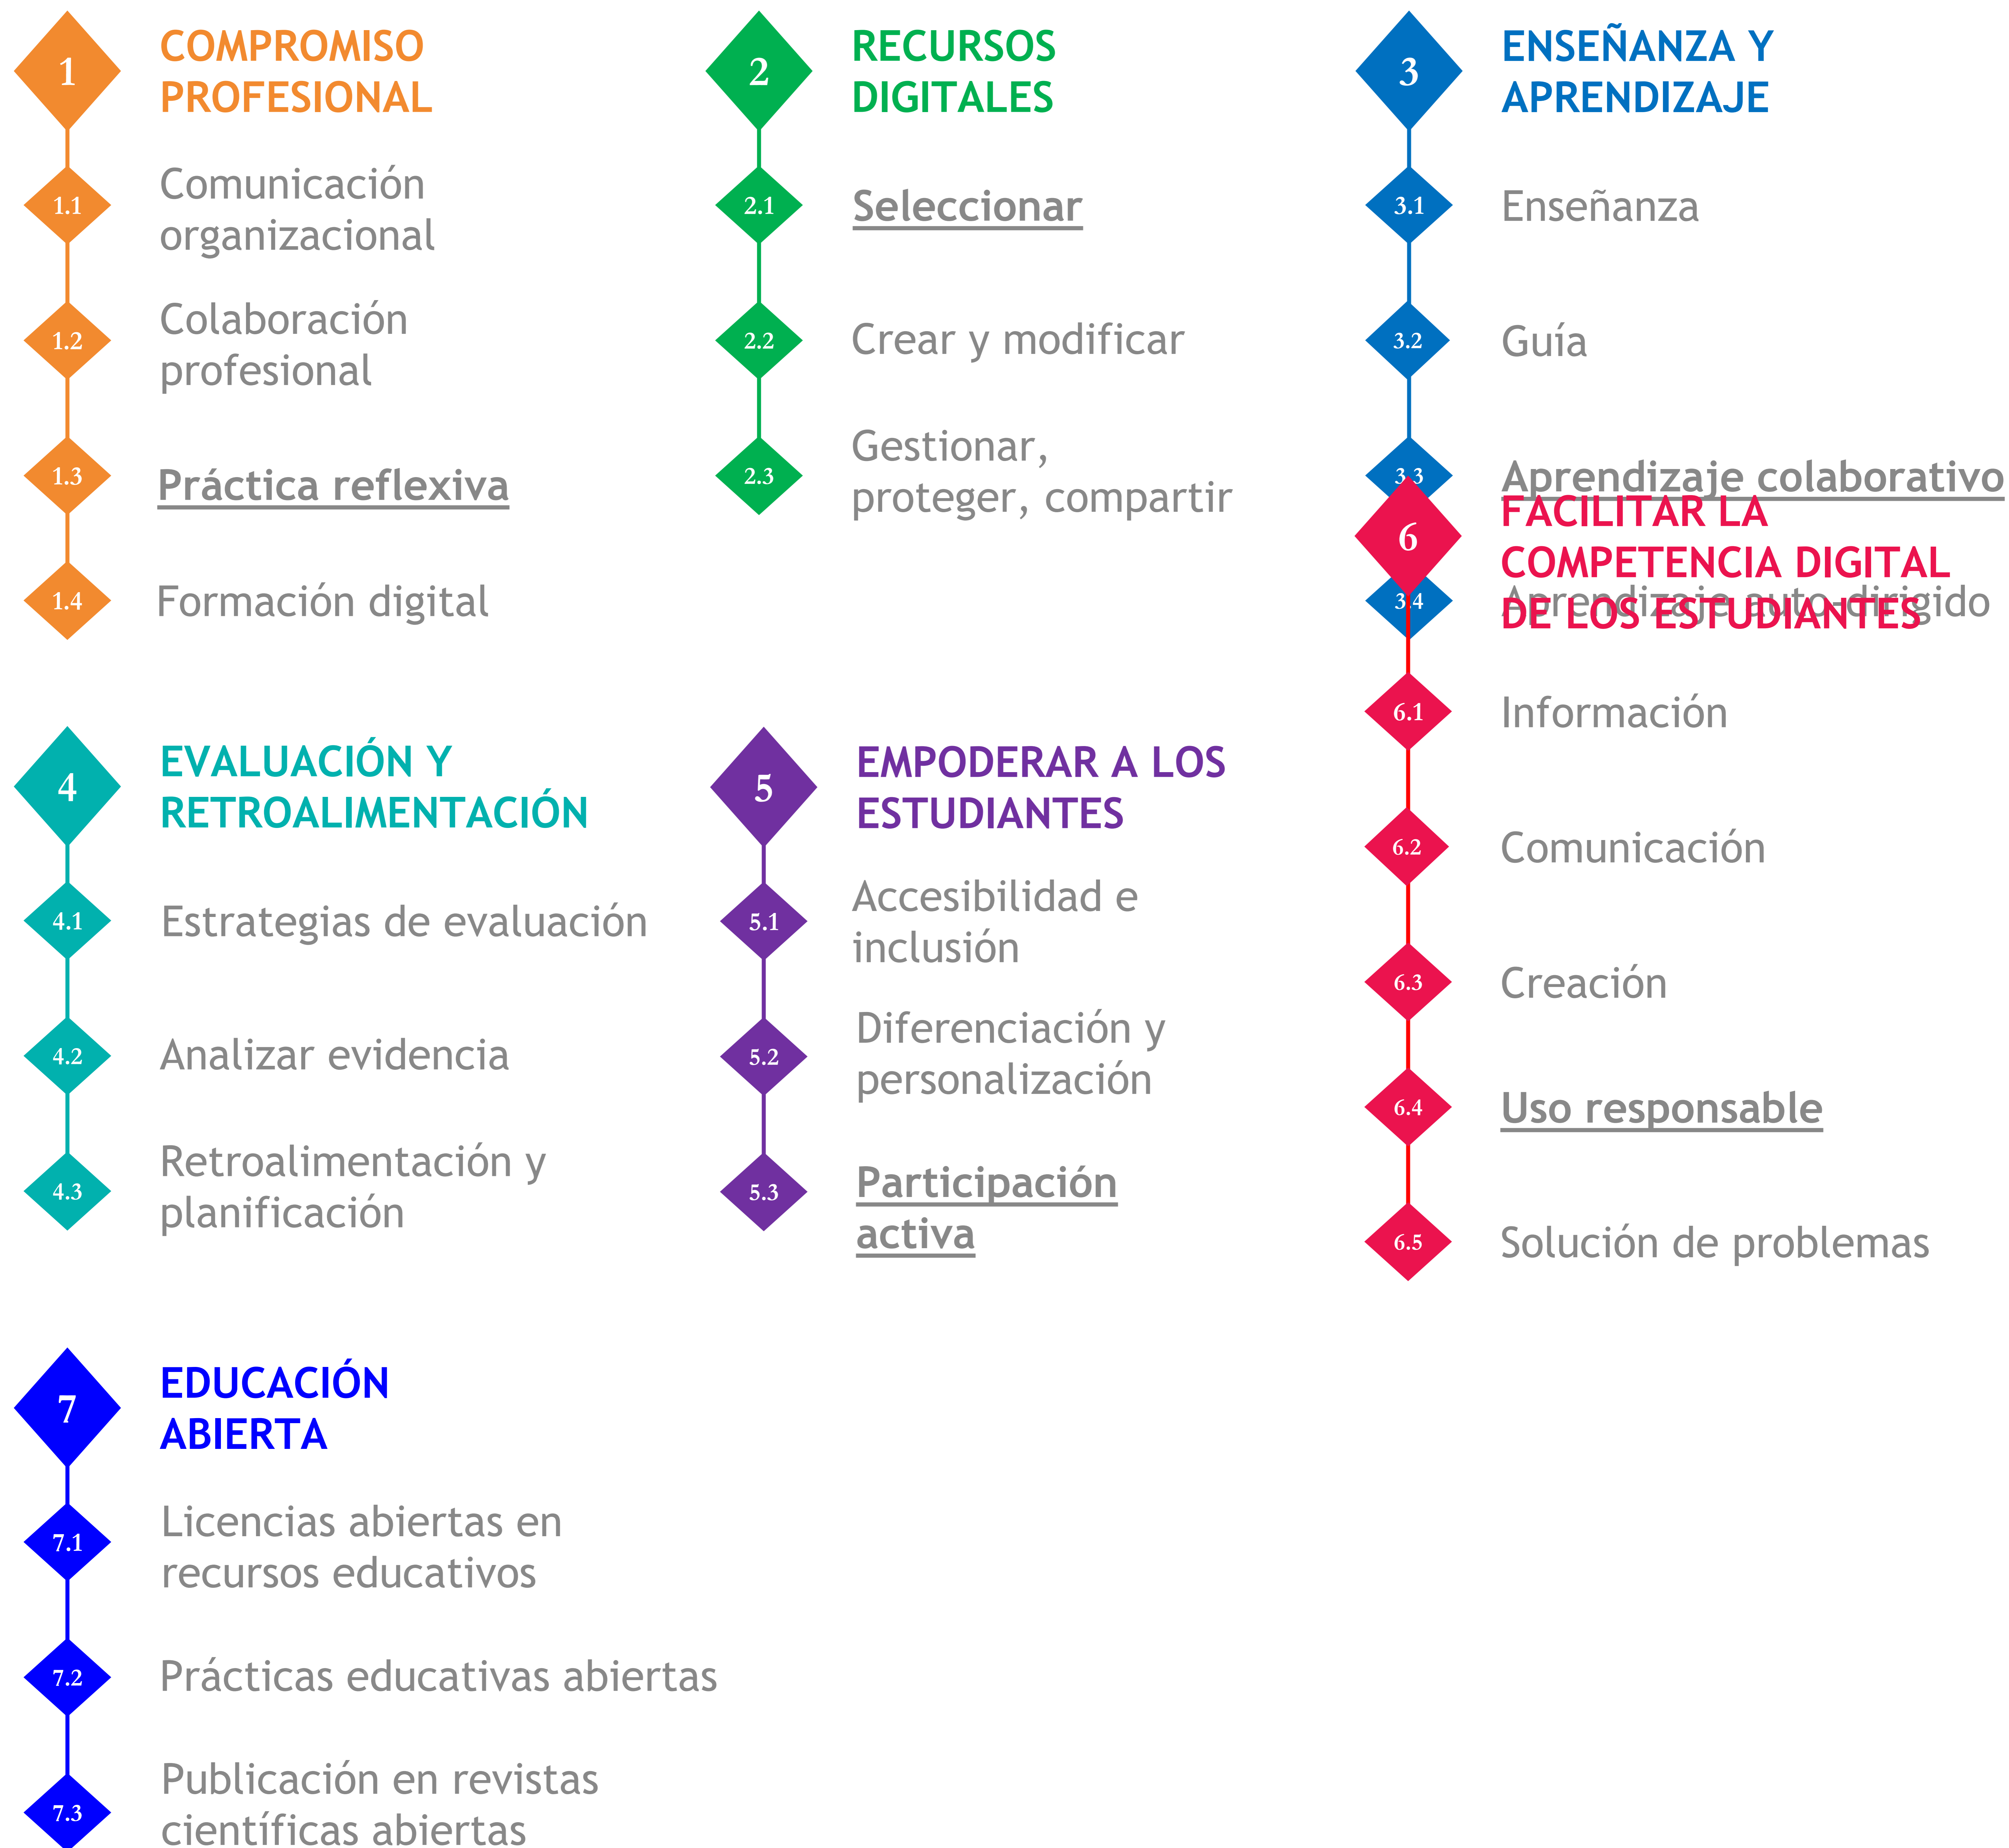 1
COMPROMISO
PROFESIONAL
1.1
Comunicación
organizacional
1.2
Colaboración
profesional
1.3
Práctica reflexiva
1.4
Formación digital
2
RECURSOS
DIGITALES
2.1
Seleccionar
2.2
Crear y modificar
2.3
Gestionar,
proteger, compartir
3
ENSEÑANZA Y
APRENDIZAJE
3.1
Enseñanza
3.2
Guía
3.3
Aprendizaje colaborativo
3.4
Aprendizaje auto-dirigido
4
EVALUACIÓN Y
RETROALIMENTACIÓN
4.1
Estrategias de evaluación
4.2
Analizar evidencia
4.3
Retroalimentación y
planificación
5
EMPODERAR A LOS
ESTUDIANTES
5.1
Accesibilidad e
inclusión
5.2
Diferenciación y
personalización
5.3
Participación
activa
6
FACILITAR LA
COMPETENCIA DIGITAL
DE LOS ESTUDIANTES
6.1
Información
6.2
Comunicación
6.3
Creación
6.4
Uso responsable
6.5
Solución de problemas
7
EDUCACIÓN
ABIERTA
7.1
Licencias abiertas en
recursos educativos
7.2
Prácticas educativas abiertas
7.3
Publicación en revistas
científicas abiertas